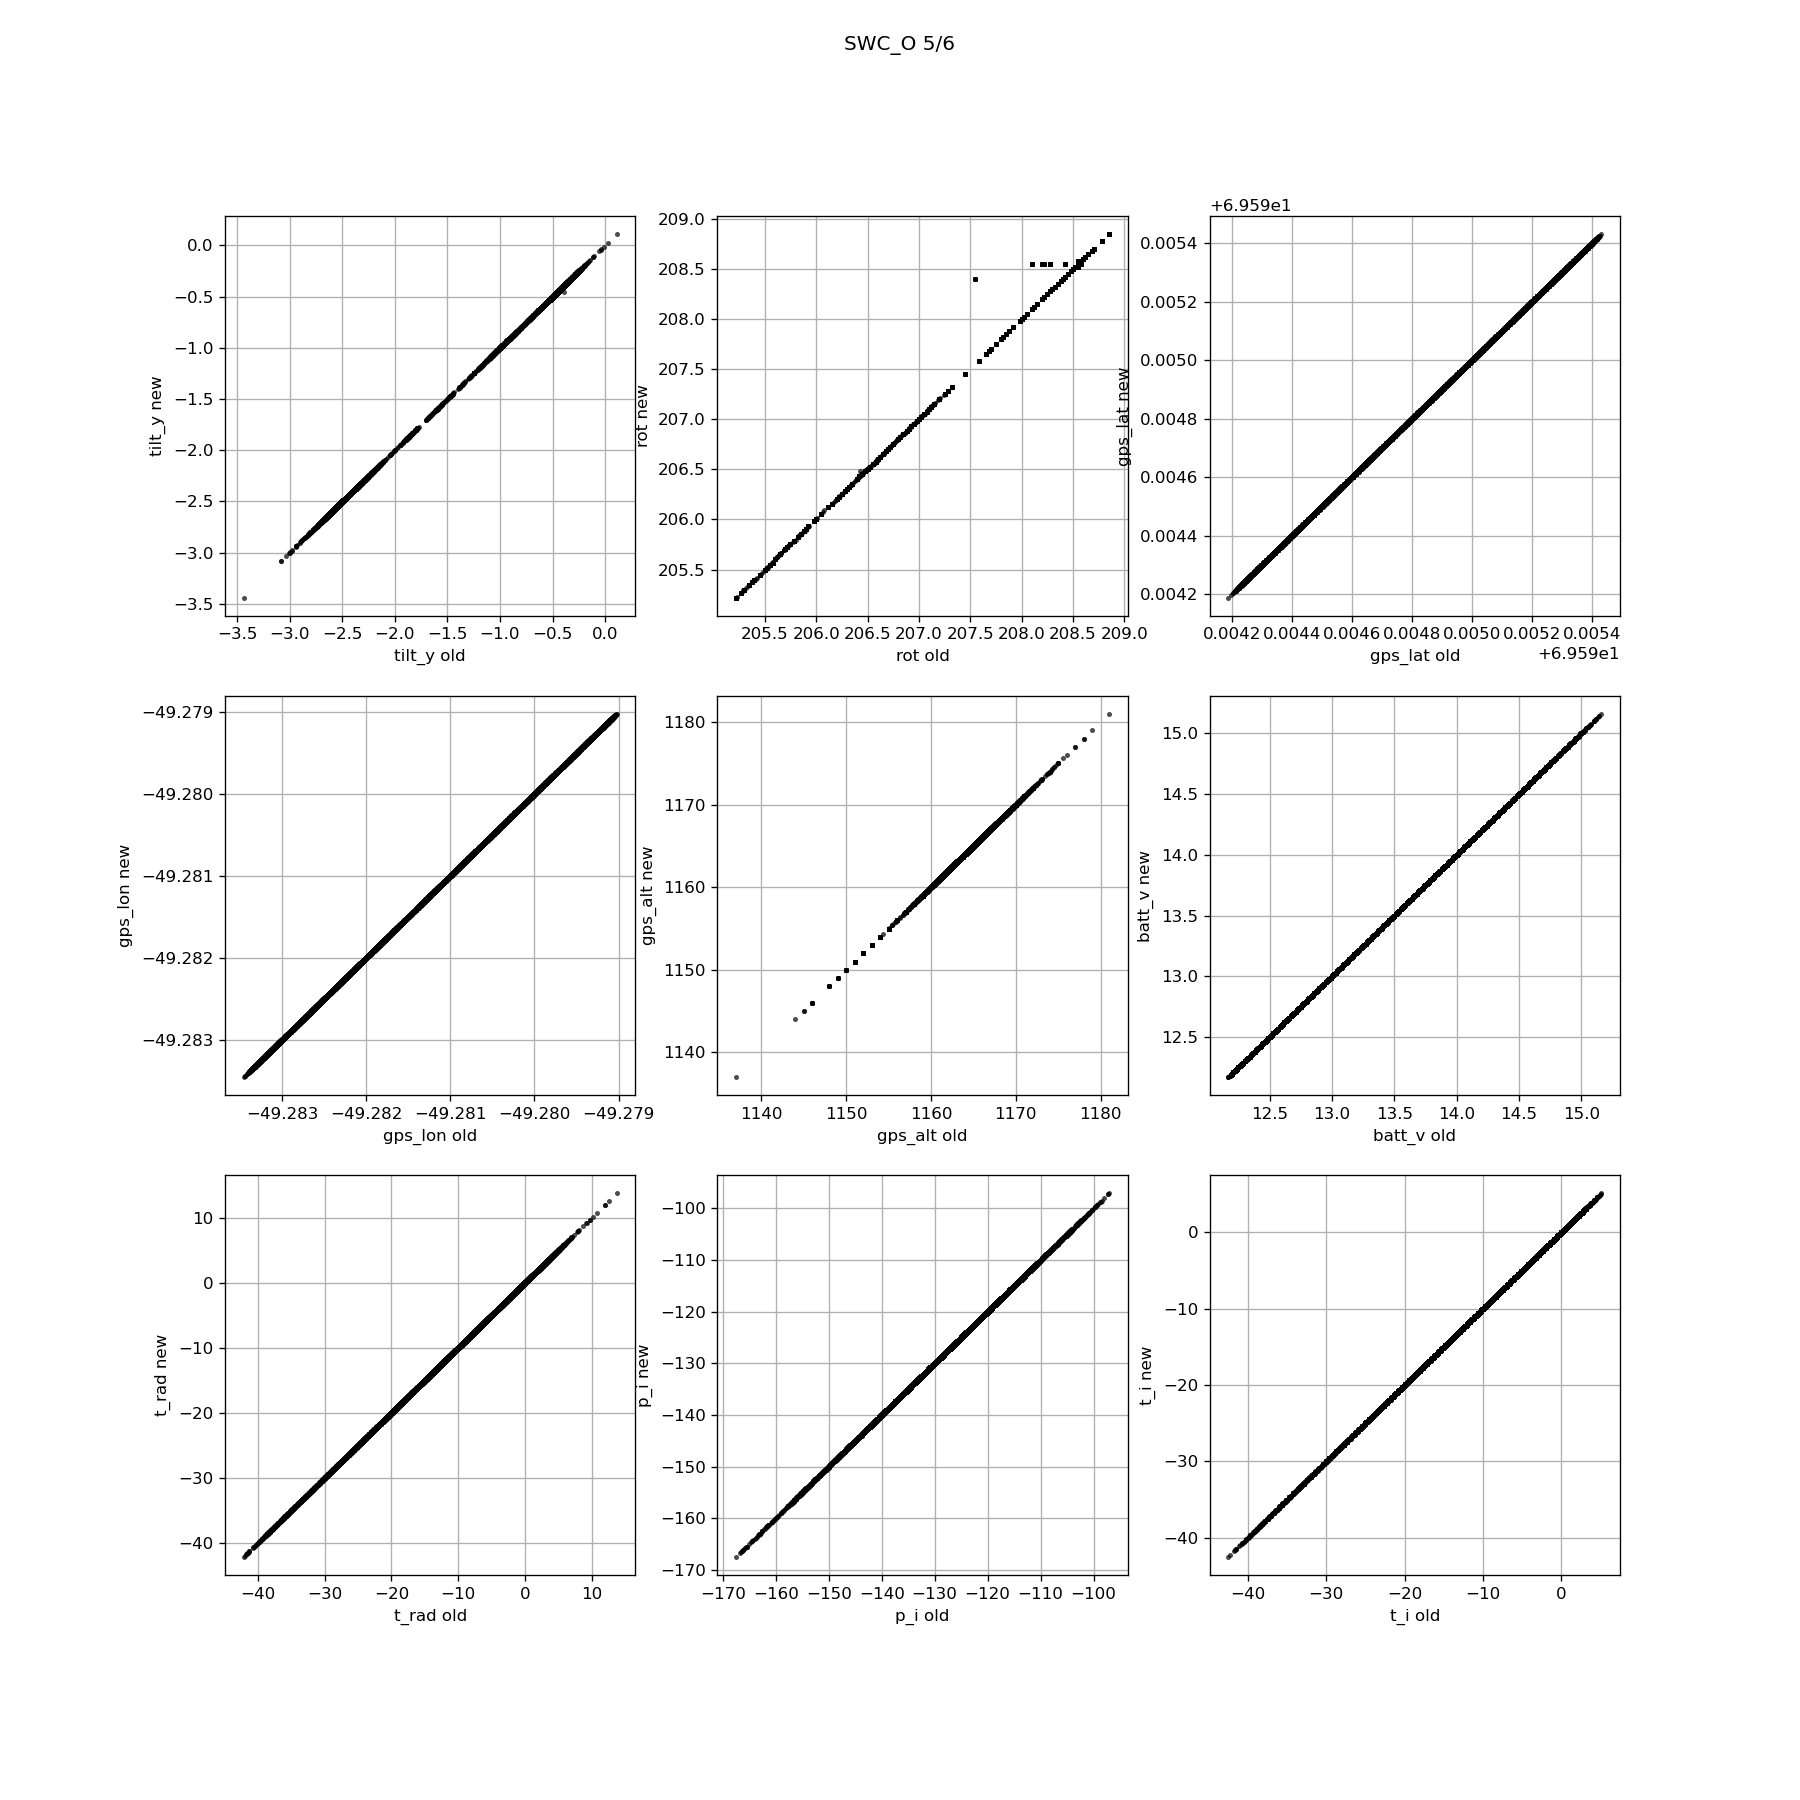 SWC_O 5/6
+6.959e1
0.0
−0.5
−1.0
−1.5
−2.0
−2.5
−3.0
−3.5
tilt_y new
−3.5 −3.0 −2.5 −2.0 −1.5 −1.0 −0.5 0.0
tilt_y old
209.0
208.5
208.0
207.5
207.0
206.5
206.0
205.5
rot new
205.5 206.0 206.5 207.0 207.5 208.0 208.5 209.0
rot old
0.0054
0.0052
0.0050
0.0048
0.0046
0.0044
0.0042
gps_lat new
0.0042 0.0044 0.0046 0.0048 0.0050 0.0052 0.0054
gps_lat old
+6.959e1
−49.279
−49.280
−49.281
−49.282
−49.283
gps_lon new
−49.283 −49.282 −49.281 −49.280 −49.279
gps_lon old
1180
1170
1160
1150
1140
gps_alt new
1140 1150 1160 1170 1180
gps_alt old
15.0
14.5
14.0
13.5
13.0
12.5
batt_v new
12.5 13.0 13.5 14.0 14.5 15.0
batt_v old
10
0
−10
−20
−30
−40
t_rad new
−40 −30 −20 −10 0 10
t_rad old
−100
−110
−120
−130
−140
−150
−160
−170
p_i new
−170 −160 −150 −140 −130 −120 −110 −100
p_i old
0
−10
−20
−30
−40
t_i new
−40 −30 −20 −10 0
t_i old